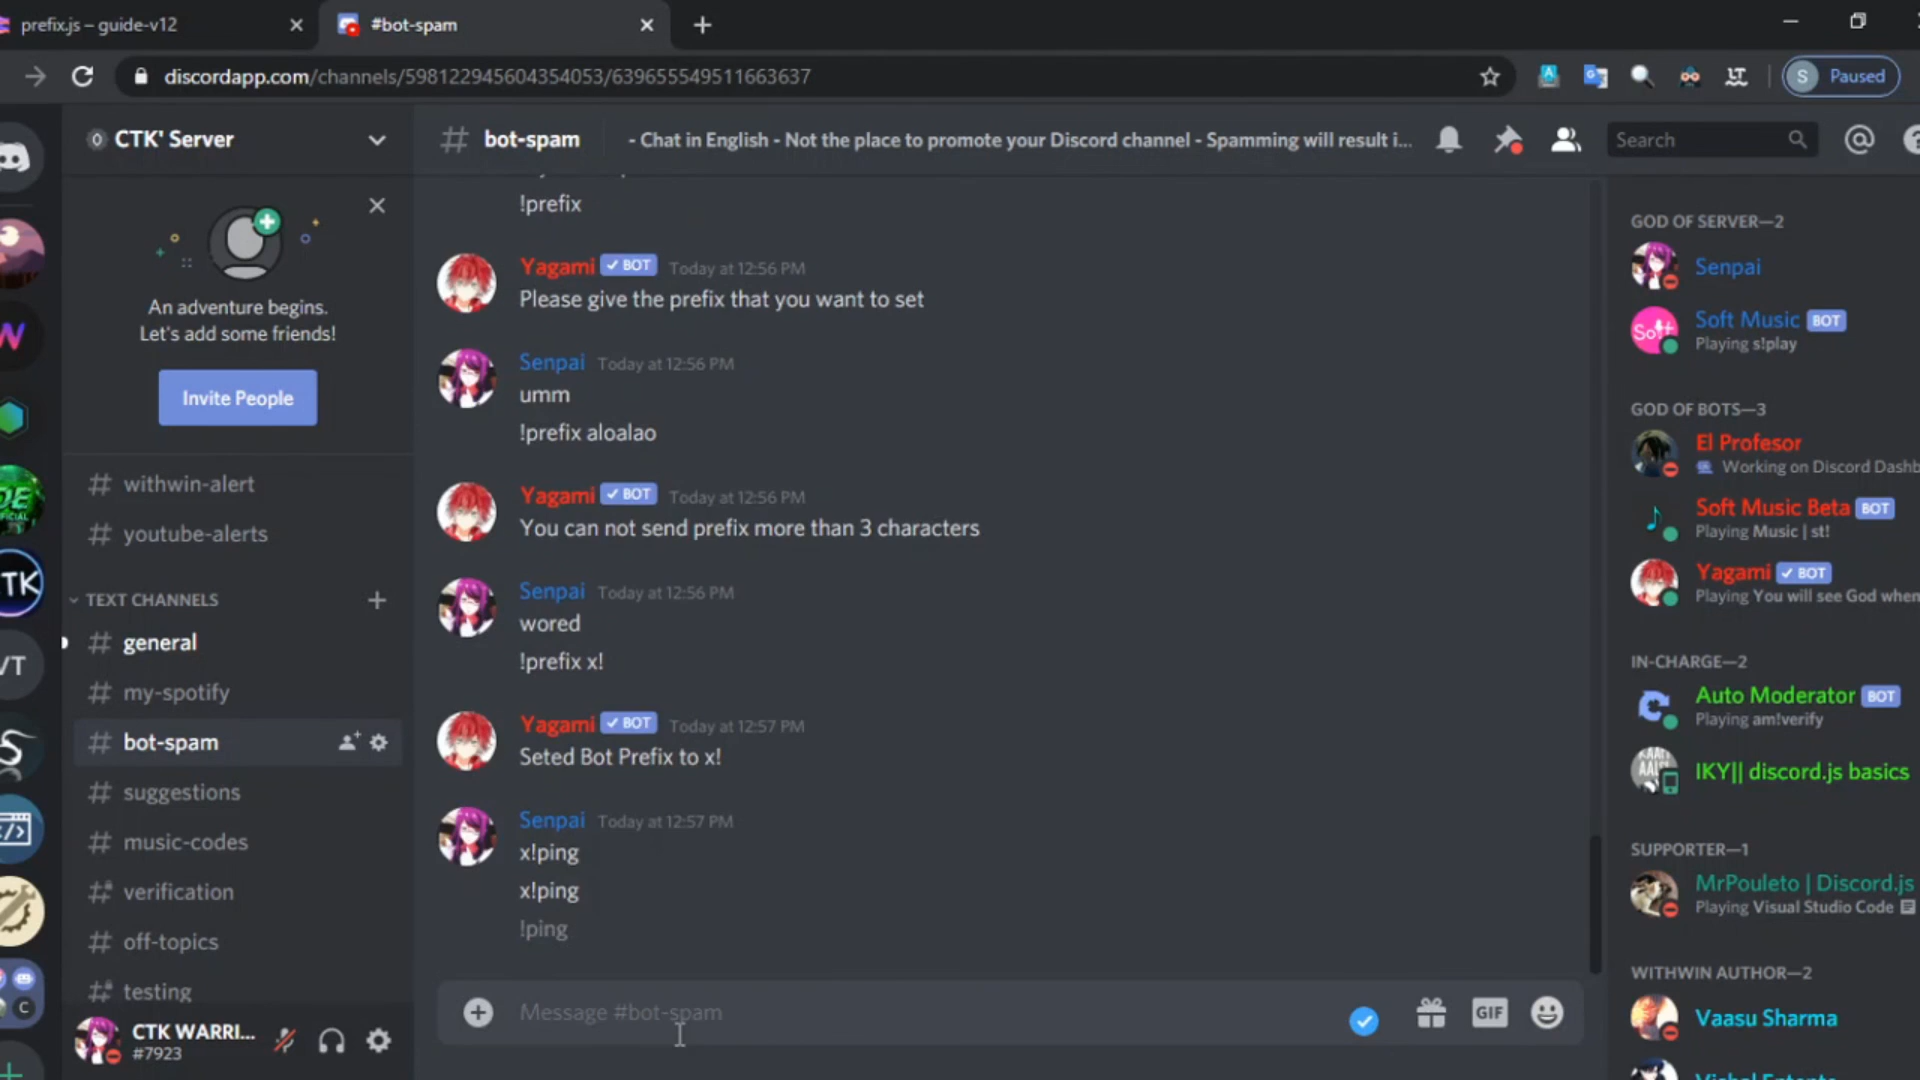 prefix.js – guide-v12
#bot-spam
discordapp.com/channels/598122945604354053/639655549511663637
S Paused
CTK' Server
# bot-spam
- Chat in English - Not the place to promote your Discord channel - Spamming will result i...
Search
An adventure begins.
Let's add some friends!
Invite People
# withwin-alert
# youtube-alerts
TEXT CHANNELS
# general
# my-spotify
# bot-spam
# suggestions
# music-codes
# verification
# off-topics
# testing
CTK WARRI...
#7923
W
DE
CTK
VT
</>
C
!prefix
Yagami BOT Today at 12:56 PM
Please give the prefix that you want to set
Senpai Today at 12:56 PM
umm
!prefix aloalao
Yagami BOT Today at 12:56 PM
You can not send prefix more than 3 characters
Senpai Today at 12:56 PM
wored
!prefix x!
Yagami BOT Today at 12:57 PM
Seted Bot Prefix to x!
Senpai Today at 12:57 PM
x!ping
x!ping
!ping
Message #bot-spam
GIF
GOD OF SERVER—2
Senpai
Soft
Soft Music BOT
Playing s!play
GOD OF BOTS—3
El Profesor
Working on Discord Dashb
Soft Music Beta BOT
Playing Music | st!
Yagami BOT
Playing You will see God when
IN-CHARGE—2
Auto Moderator BOT
Playing am!verify
IKY|| discord.js basics
SUPPORTER—1
MrPouleto | Discord.js
Playing Visual Studio Code
WITHWIN AUTHOR—2
Vaasu Sharma